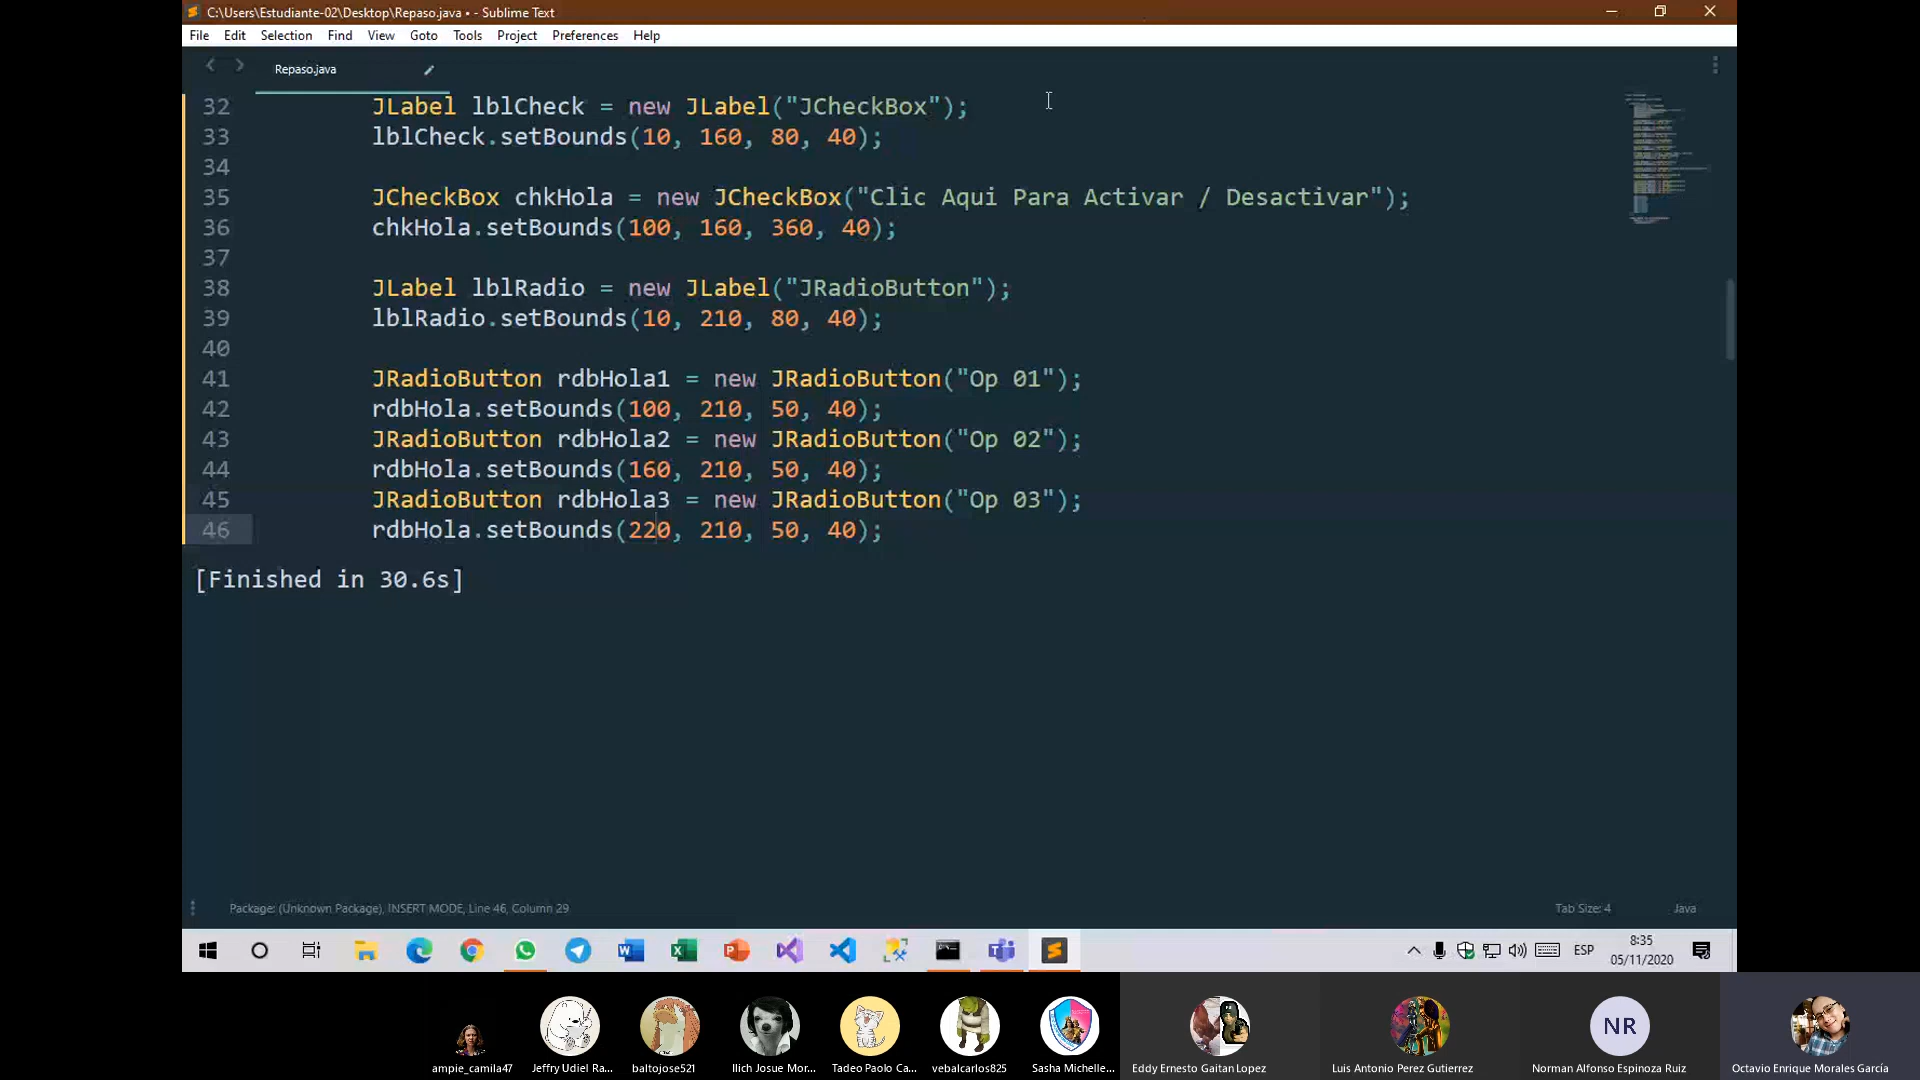 C:\Users\Estudiante-02\Desktop\Repaso.java • - Sublime Text
File Edit Selection Find View Goto Tools Project Preferences Help
Repaso.java
32 JLabel lblCheck = new JLabel("JCheckBox");
33 lblCheck.setBounds(10, 160, 80, 40);
34
35 JCheckBox chkHola = new JCheckBox("Clic Aqui Para Activar / Desactivar");
36 chkHola.setBounds(100, 160, 360, 40);
37
38 JLabel lblRadio = new JLabel("JRadioButton");
39 lblRadio.setBounds(10, 210, 80, 40);
40
41 JRadioButton rdbHola1 = new JRadioButton("Op 01");
42 rdbHola.setBounds(100, 210, 50, 40);
43 JRadioButton rdbHola2 = new JRadioButton("Op 02");
44 rdbHola.setBounds(160, 210, 50, 40);
45 JRadioButton rdbHola3 = new JRadioButton("Op 03");
46 rdbHola.setBounds(220, 210, 50, 40);
[Finished in 30.6s]
Package: (Unknown Package), INSERT MODE, Line 46, Column 29 Tab Size: 4 Java
ESP 8:35
05/11/2020
NR
ampie_camila47 Jeffry Udiel Ra... baltojose521 Illich Josue Mor... Tadeo Paolo Ca... vebalcarlos825 Sasha Michelle... Eddy Ernesto Gaitan Lopez Luis Antonio Perez Gutierrez Norman Alfonso Espinoza Ruiz Octavio Enrique Morales García